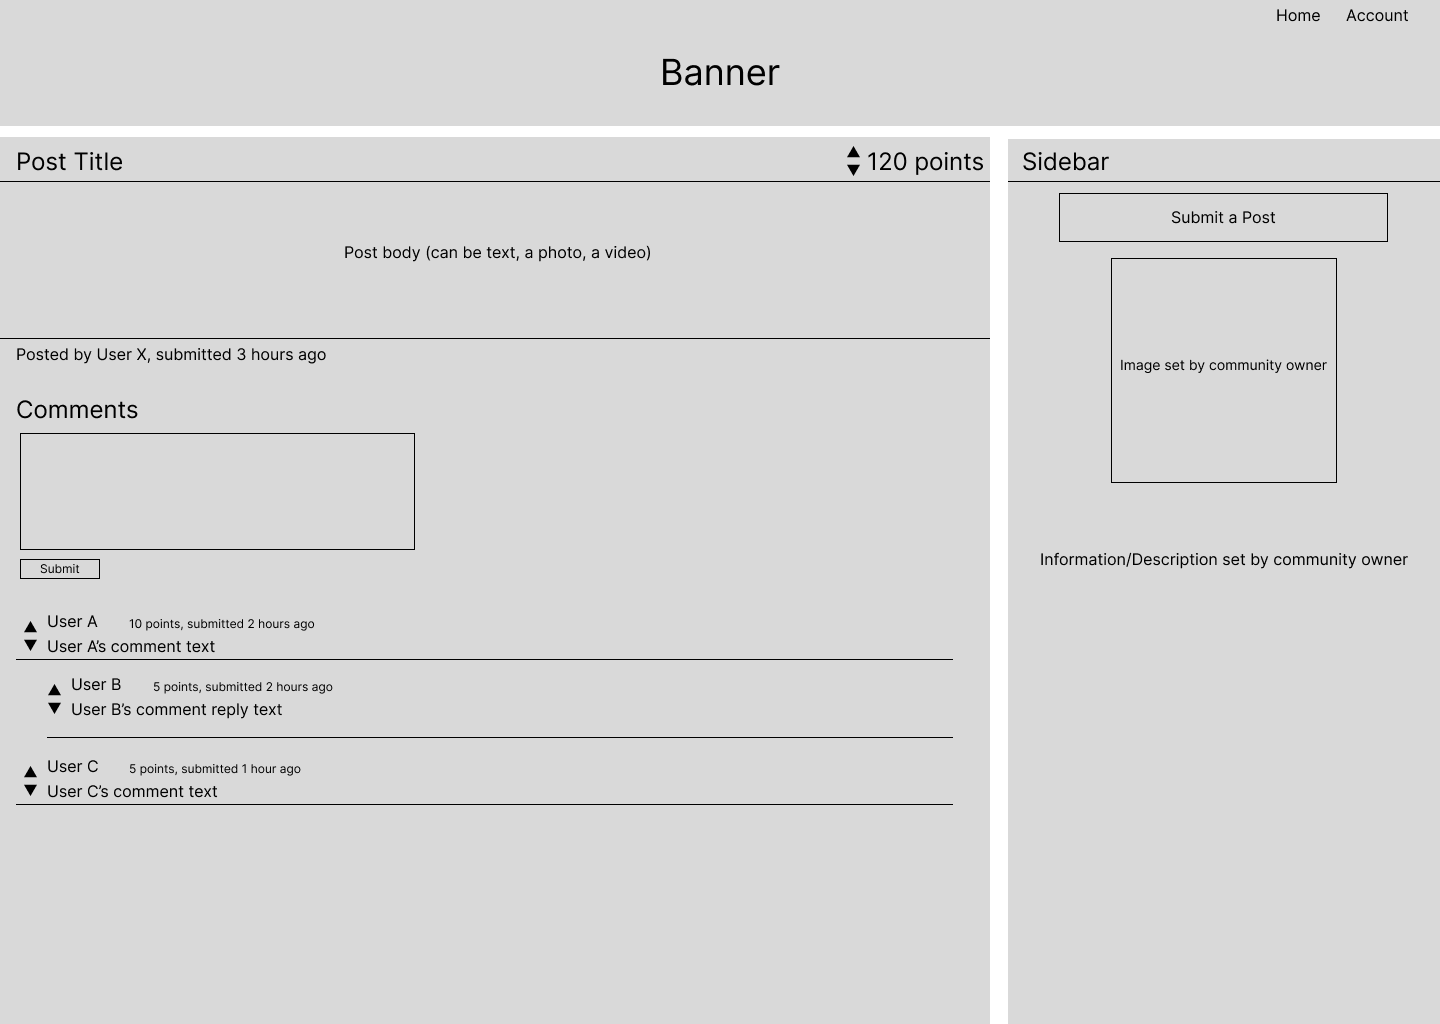 Home Account
Banner
Post Title
120 points
Post body (can be text, a photo, a video)
Posted by User X, submitted 3 hours ago
Comments
Submit
User A 10 points, submitted 2 hours ago
User A’s comment text
User B 5 points, submitted 2 hours ago
User B’s comment reply text
User C 5 points, submitted 1 hour ago
User C’s comment text
Sidebar
Submit a Post
Image set by community owner
Information/Description set by community owner